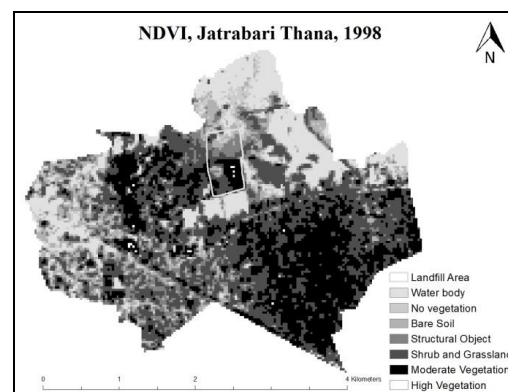 NDVI, Jatrabari Thana, 1998
N
Landfill Area
Water body
No vegetation
Bare Soil
Structural Object
Shrub and Grassland
Moderate Vegetation
High Vegetation
0 1 2 4 Kilometers